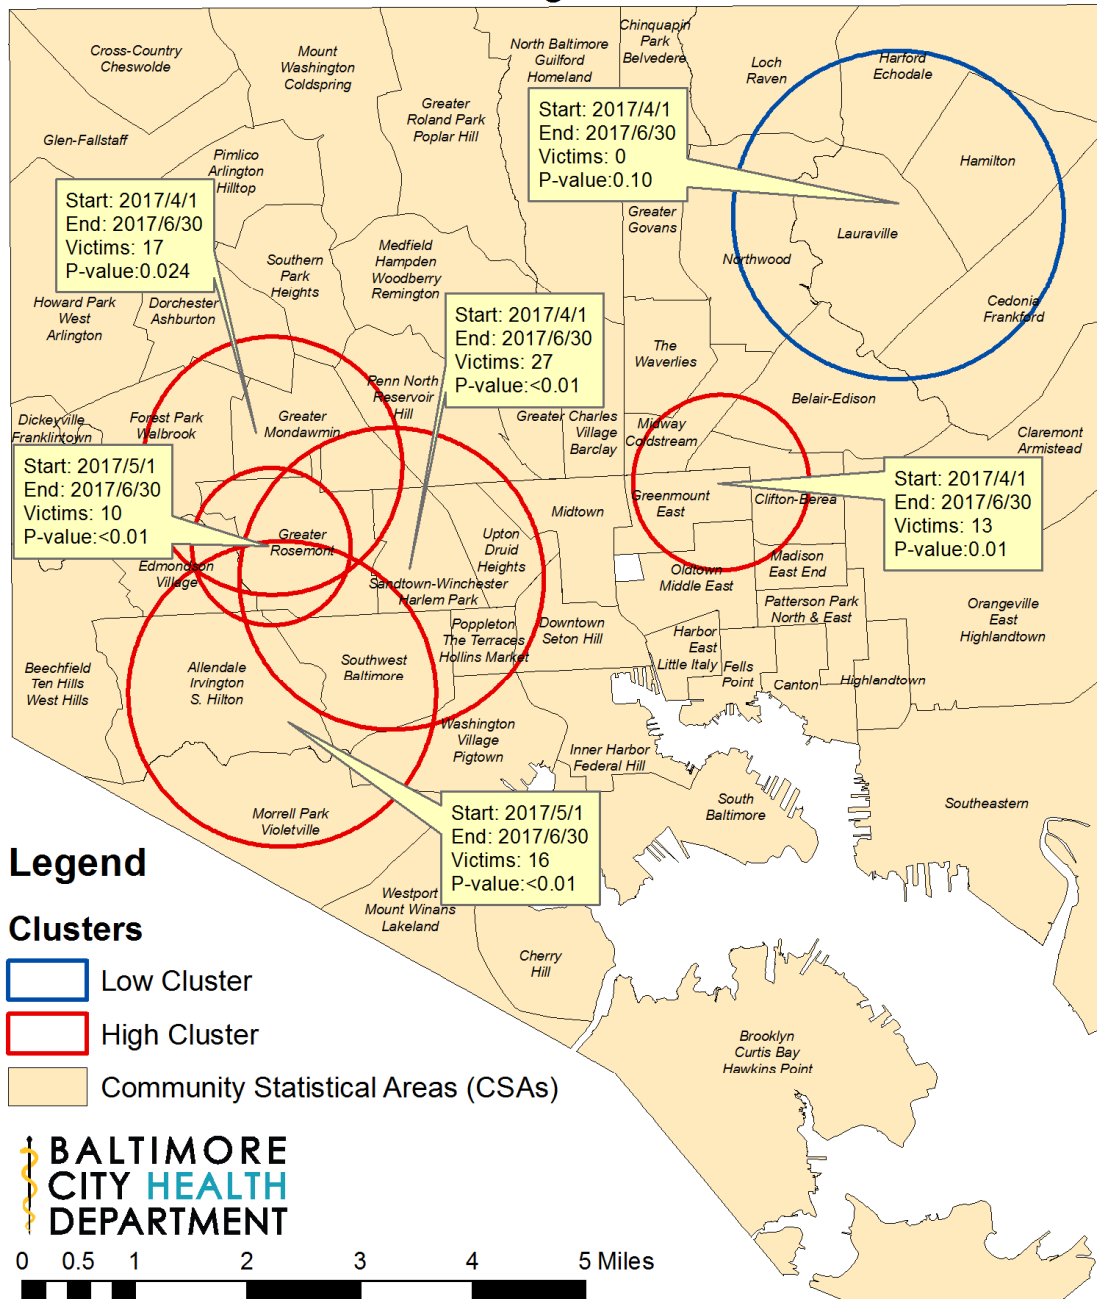 Cross-Country
Cheswolde
Mount
Washington
Coldspring
North Baltimore
Guilford
Homeland
Chinquapin
Park
Belvedere
Loch
Raven
Harford
Echodale
Greater
Roland Park
Poplar Hill
Start: 2017/4/1
End: 2017/6/30
Victims: 0
P-value:0.10
Glen-Fallstaff
Pimlico
Arlington
Hilltop
Hamilton
Start: 2017/4/1
End: 2017/6/30
Victims: 17
P-value:0.024
Greater
Govans
Lauraville
Northwood
Medfield
Hampden
Woodberry
Remington
Southern
Park
Heights
Howard Park
West
Arlington
Dorchester
Ashburton
Cedonia
Frankford
Start: 2017/4/1
End: 2017/6/30
Victims: 27
P-value:<0.01
The
Waverlies
Penn North
Reservoir
Hill
Belair-Edison
Dickeyville
Franklintown
Forest Park
Walbrook
Greater
Mondawmin
Greater Charles
Village
Barclay
Midway
Coldstream
Claremont
Armistead
Start: 2017/5/1
End: 2017/6/30
Victims: 10
P-value:<0.01
Start: 2017/4/1
End: 2017/6/30
Victims: 13
P-value:0.01
Greenmount
East
Clifton-Berea
Midtown
Greater
Rosemont
Upton
Druid
Heights
Edmondson
Village
Sandtown-Winchester
Harlem Park
Oldtown
Middle East
Madison
East End
Patterson Park
North & East
Orangeville
East
Highlandtown
Poppleton
The Terraces
Hollins Market
Downtown
Seton Hill
Harbor
East
Little Italy
Fells
Point
Canton
Highlandtown
Beechfield
Ten Hills
West Hills
Allendale
Irvington
S. Hilton
Southwest
Baltimore
Washington
Village
Pigtown
Inner Harbor
Federal Hill
South
Baltimore
Southeastern
Morrell Park
Violetville
Start: 2017/5/1
End: 2017/6/30
Victims: 16
P-value:<0.01
Westport
Mount Winans
Lakeland
Cherry
Hill
Brooklyn
Curtis Bay
Hawkins Point
Legend
Clusters
Low Cluster
High Cluster
Community Statistical Areas (CSAs)
BALTIMORE
CITY HEALTH
DEPARTMENT
0 0.5 1 2 3 4 5 Miles